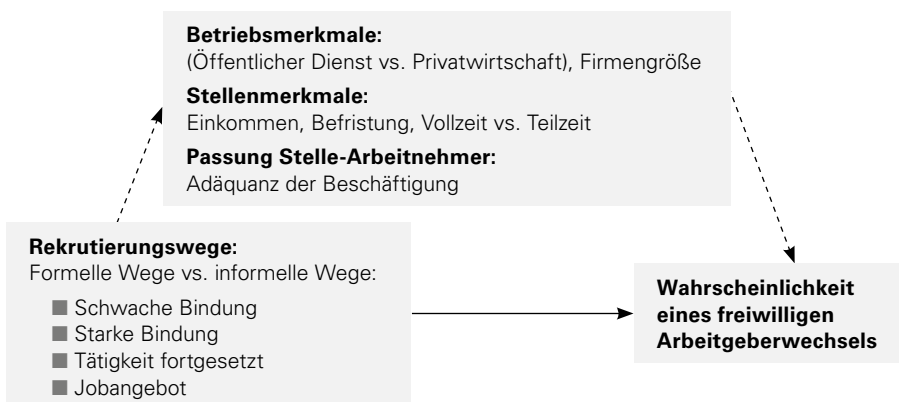 Betriebsmerkmale:
(Öffentlicher Dienst vs. Privatwirtschaft), Firmengröße
Stellenmerkmale:
Einkommen, Befristung, Vollzeit vs. Teilzeit
Passung Stelle-Arbeitnehmer:
Adäquanz der Beschäftigung
Rekrutierungswege:
Formelle Wege vs. informelle Wege:
Schwache Bindung
Starke Bindung
Tätigkeit fortgesetzt
Jobangebot
Wahrscheinlichkeit
eines freiwilligen
Arbeitgeberwechsels